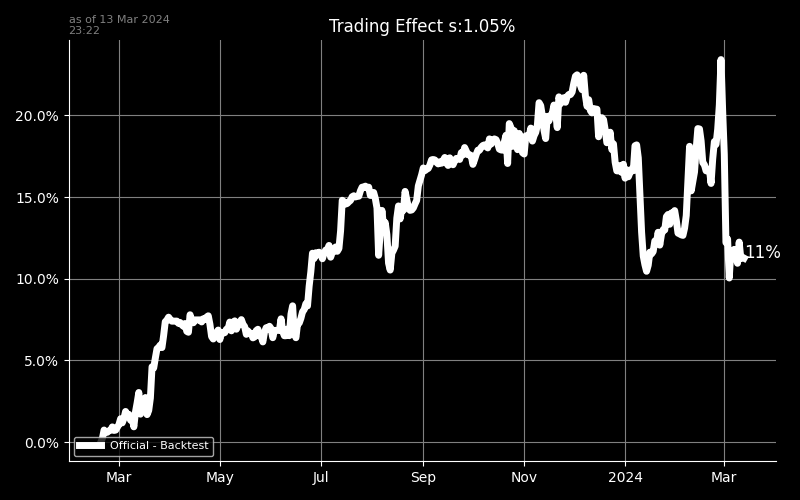 as of 13 Mar 2024
23:22
Trading Effect s:1.05%
20.0%
15.0%
10.0%
5.0%
0.0%
11%
Official - Backtest
Mar May Jul Sep Nov 2024 Mar